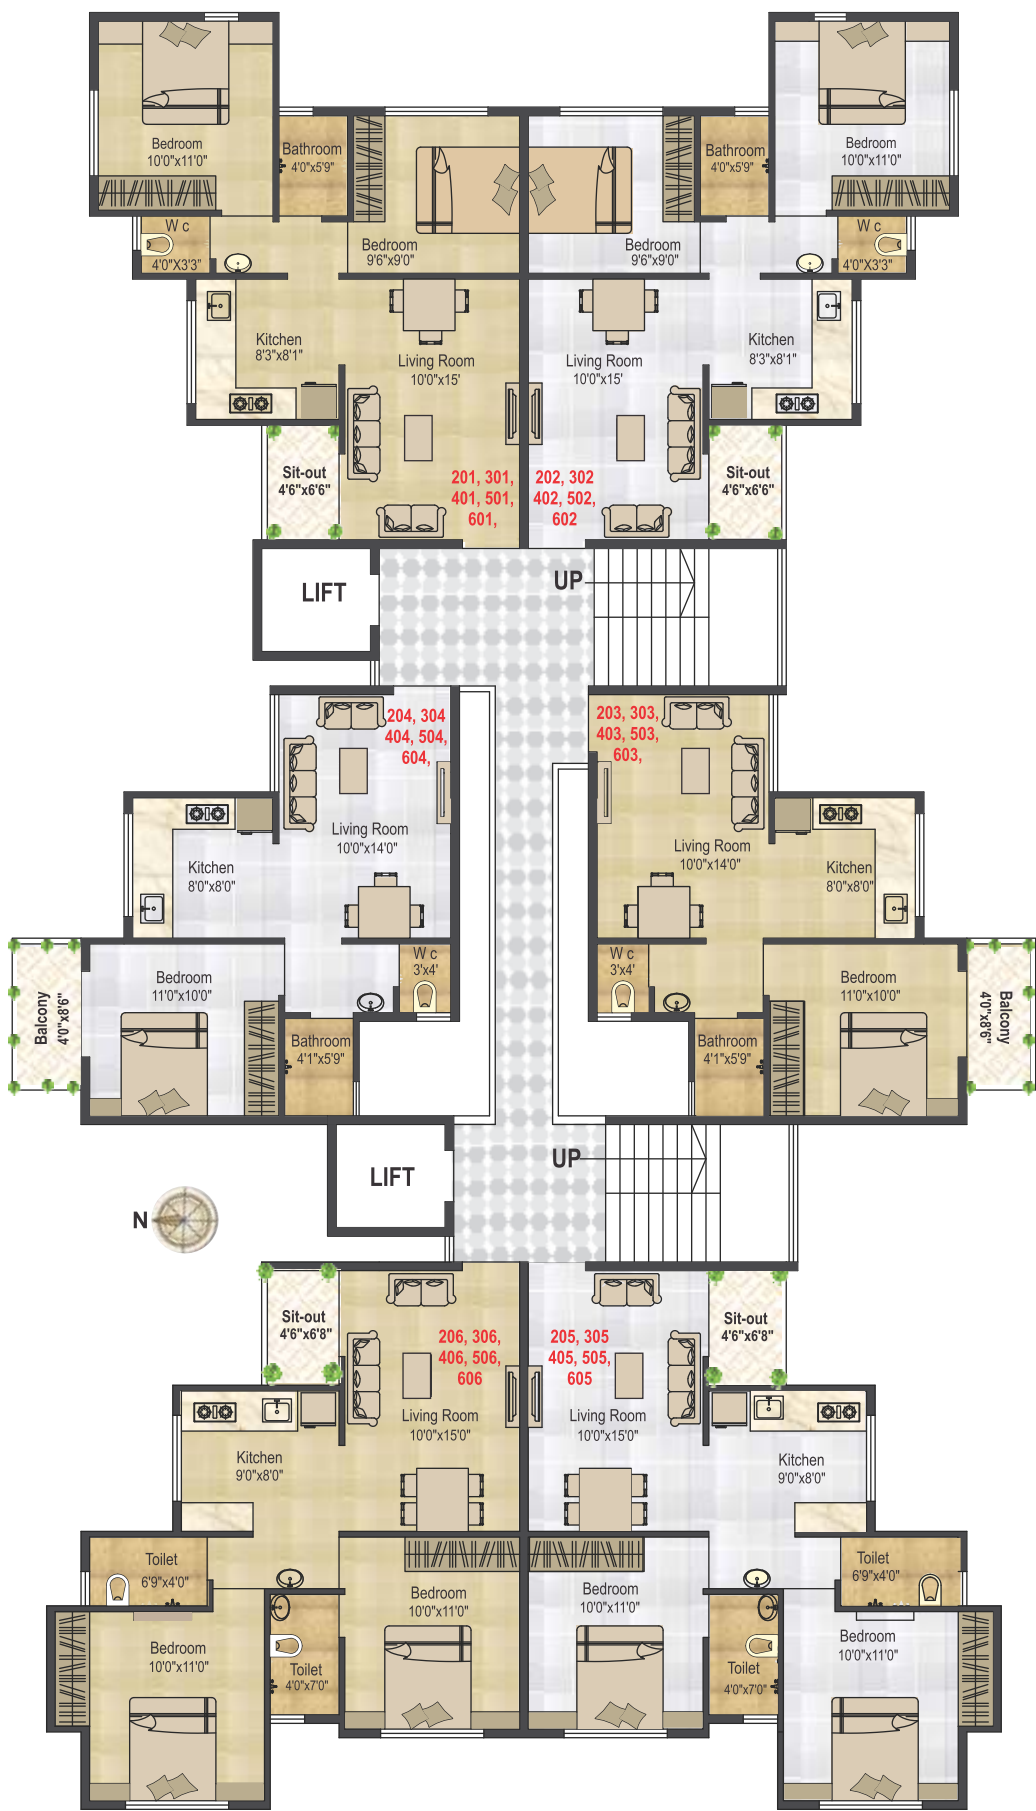 Bedroom
10'0"x11'0"
Bathroom
4'0"x5'9"
W c
4'0"X3'3"
Bedroom
9'6"x9'0"
Kitchen
8'3"x8'1"
Living Room
10'0"x15'
Sit-out
4'6"x6'6"
201, 301,
401, 501,
601,
Bedroom
10'0"x11'0"
Bathroom
4'0"x5'9"
W c
4'0"X3'3"
Bedroom
9'6"x9'0"
Kitchen
8'3"x8'1"
Living Room
10'0"x15'
Sit-out
4'6"x6'6"
202, 302
402, 502,
602
LIFT
UP
204, 304
404, 504,
604,
Living Room
10'0"x14'0"
Kitchen
8'0"x8'0"
W c
3'x4'
Bedroom
11'0"x10'0"
Balcony
4'0"x8'6"
Bathroom
4'1"x5'9"
203, 303,
403, 503,
603,
Living Room
10'0"x14'0"
Kitchen
8'0"x8'0"
W c
3'x4'
Bedroom
11'0"x10'0"
Balcony
4'0"x8'6"
Bathroom
4'1"x5'9"
LIFT
UP
N
Sit-out
4'6"x6'8"
206, 306,
406, 506,
606
Living Room
10'0"x15'0"
Kitchen
9'0"x8'0"
Toilet
6'9"x4'0"
Bedroom
10'0"x11'0"
Bedroom
10'0"x11'0"
Toilet
4'0"x7'0"
205, 305
405, 505,
605
Sit-out
4'6"x6'8"
Living Room
10'0"x15'0"
Kitchen
9'0"x8'0"
Toilet
6'9"x4'0"
Bedroom
10'0"x11'0"
Bedroom
10'0"x11'0"
Toilet
4'0"x7'0"